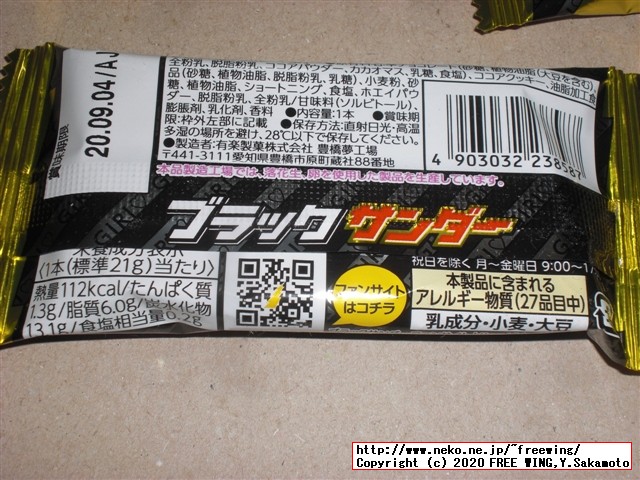 全粉乳、脱脂粉乳、ココアパウダー、カカオマス、乳糖、食塩)、ココアクッキー
品(砂糖、植物油脂、脱脂粉乳、乳糖)、小麦粉、砂
糖、植物油脂、ショートニング、食塩、ホエイパウ
ダー、脱脂粉乳、全粉乳/甘味料(ソルビトール)、
膨脹剤、乳化剤、香料 ●内容量:1本 ●賞味期
限:枠外左部に記載 ●保存方法:直射日光・高温
多湿の場所を避け、28℃以下で保存してください。
●製造者:有楽製菓株式会社 豊橋夢工場
〒441-3111愛知県豊橋市原町蔵社88番地
賞味期限
20.09.04/AJ
4 903032 238587
本品製造工場では、落花生、卵を使用した製品を生産しています。
ブラックサンダー
栄養成分表示
〈1本(標準21g)当たり〉
熱量112kcal/たんぱく質
1.3g/脂質6.0g/炭水化物
13.1g/食塩相当量0.2g
ファンサイト
はコチラ
祝日を除く 月〜金曜日 9:00〜1
本製品に含まれる
アレルギー物質(27品目中)
乳成分・小麦・大豆
http://www.neko.ne.jp/~freewing/
Copyright (c) 2020 FREE WING,Y.Sakamoto